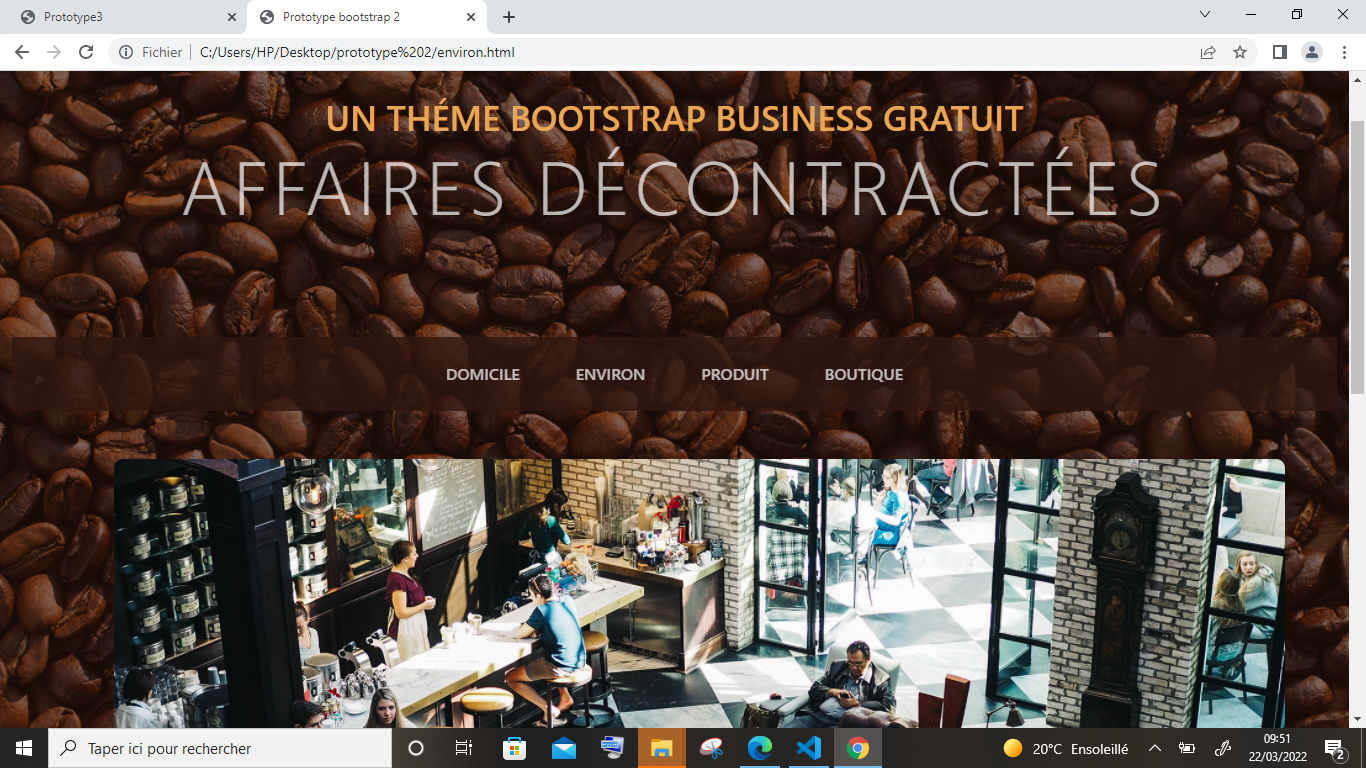 Prototype3
Prototype bootstrap 2
Fichier
C:/Users/HP/Desktop/prototype%202/environ.html
UN THÉME BOOTSTRAP BUSINESS GRATUIT
AFFAIRES DÉCONTRACTÉES
DOMICILE ENVIRON PRODUIT BOUTIQUE
Taper ici pour rechercher
20°C Ensoleillé
09:51
22/03/2022
2